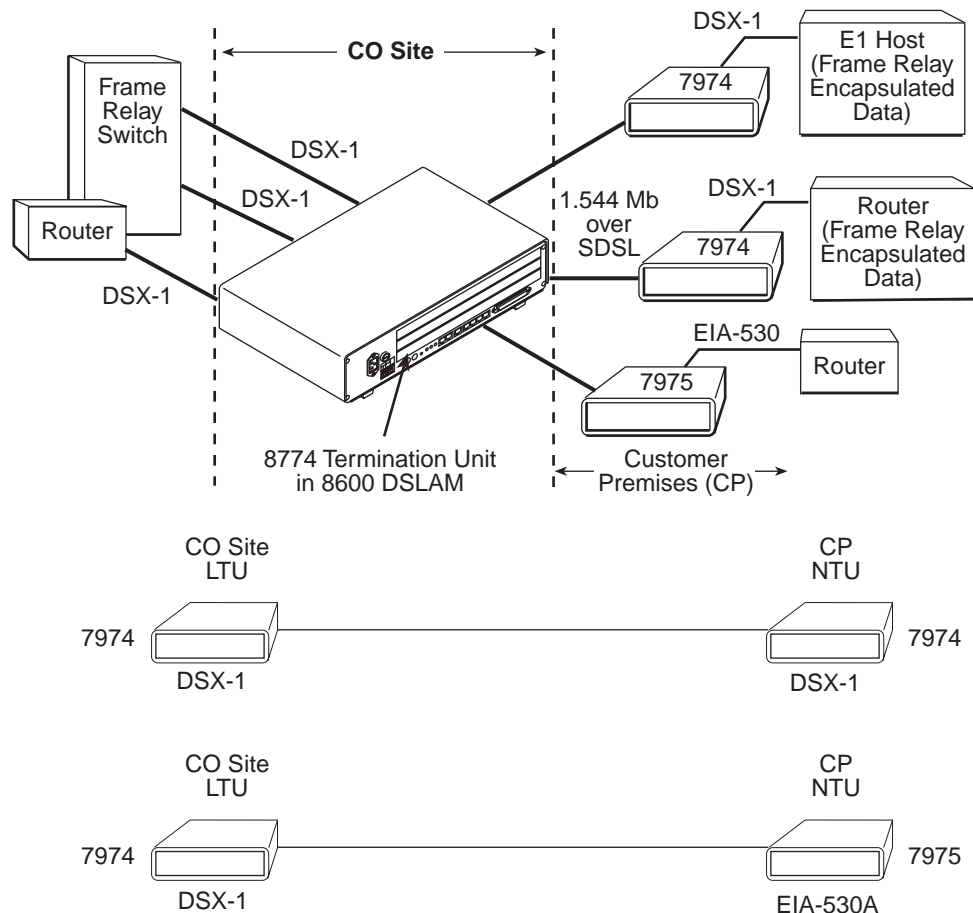 CO Site
DSX-1
E1 Host
(Frame Relay
Encapsulated
Data)
7974
Frame
Relay
Switch
DSX-1
DSX-1
Router
DSX-1
1.544 Mb
over
SDSL
DSX-1
7974
Router
(Frame Relay
Encapsulated
Data)
EIA-530
7975
Router
8774 Termination Unit
in 8600 DSLAM
Customer
Premises (CP)
CO Site
LTU
CP
NTU
7974
7974
DSX-1
DSX-1
CO Site
LTU
CP
NTU
7974
7975
DSX-1
EIA-530A